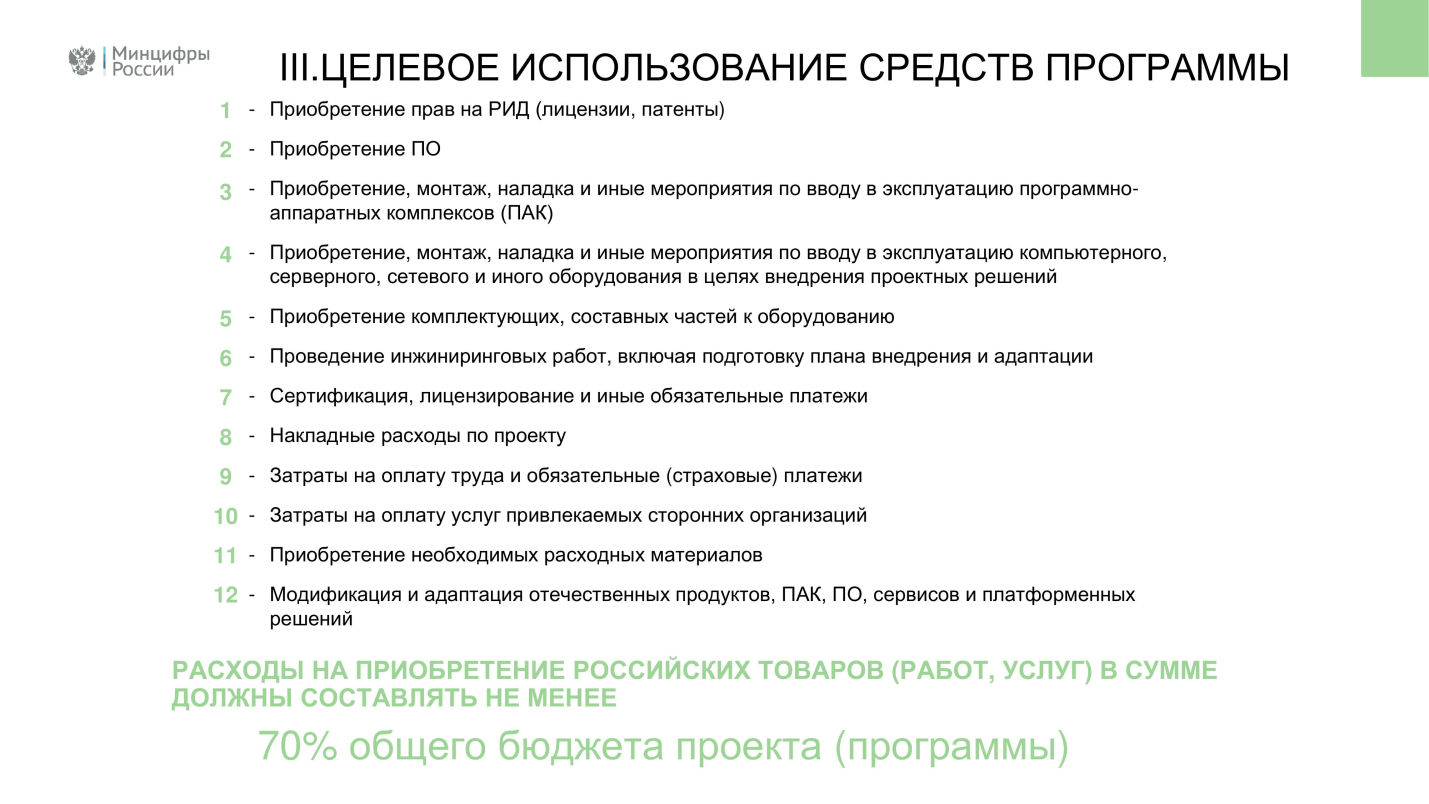 Минцифры
России
III.ЦЕЛЕВОЕ ИСПОЛЬЗОВАНИЕ СРЕДСТВ ПРОГРАММЫ
1 - Приобретение прав на РИД (лицензии, патенты)
2 - Приобретение ПО
3 - Приобретение, монтаж, наладка и иные мероприятия по вводу в эксплуатацию программно-
аппаратных комплексов (ПАК)
4 - Приобретение, монтаж, наладка и иные мероприятия по вводу в эксплуатацию компьютерного,
серверного, сетевого и иного оборудования в целях внедрения проектных решений
5 - Приобретение комплектующих, составных частей к оборудованию
6 - Проведение инжиниринговых работ, включая подготовку плана внедрения и адаптации
7 - Сертификация, лицензирование и иные обязательные платежи
8 - Накладные расходы по проекту
9 - Затраты на оплату труда и обязательные (страховые) платежи
10 - Затраты на оплату услуг привлекаемых сторонних организаций
11 - Приобретение необходимых расходных материалов
12 - Модификация и адаптация отечественных продуктов, ПАК, ПО, сервисов и платформенных
решений
РАСХОДЫ НА ПРИОБРЕТЕНИЕ РОССИЙСКИХ ТОВАРОВ (РАБОТ, УСЛУГ) В СУММЕ
ДОЛЖНЫ СОСТАВЛЯТЬ НЕ МЕНЕЕ
70% общего бюджета проекта (программы)